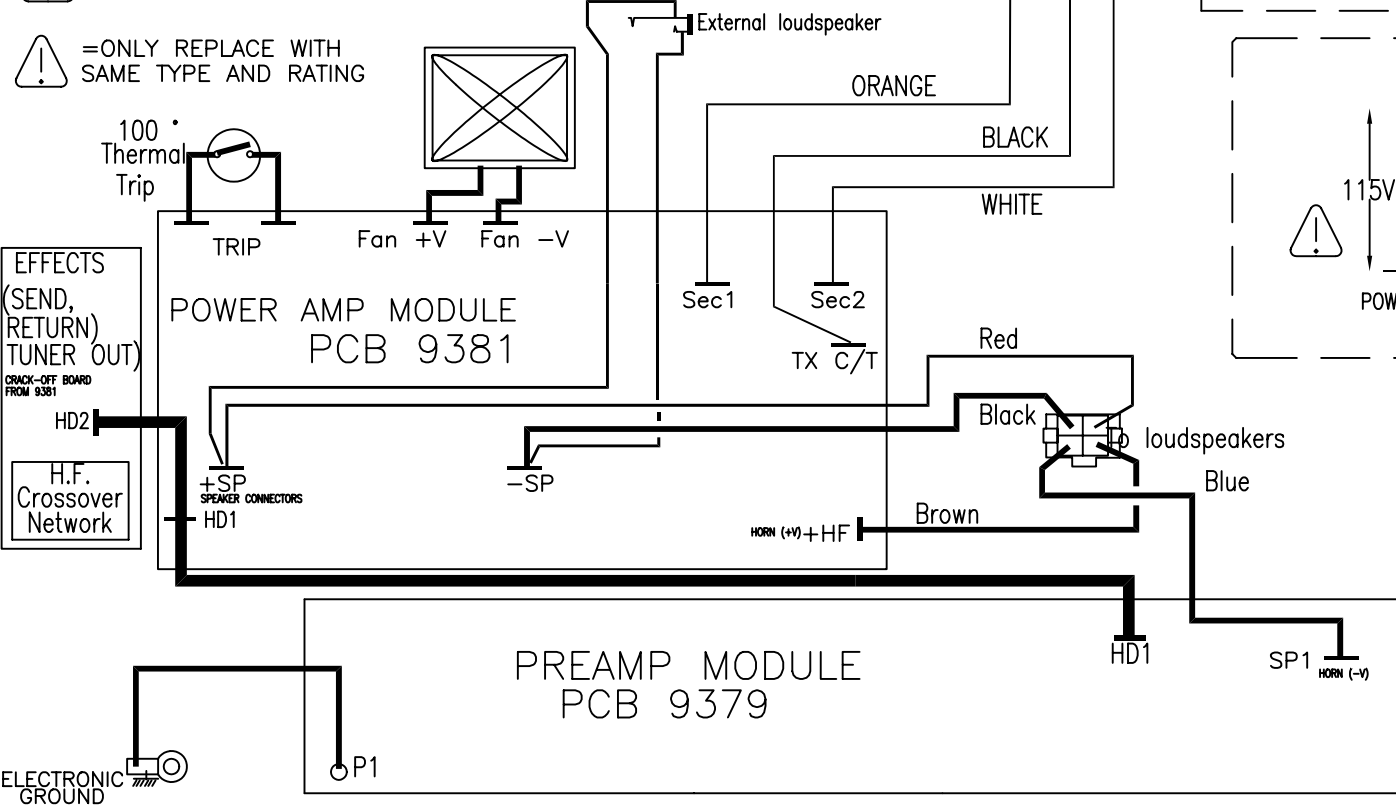 External loudspeaker
=ONLY REPLACE WITH
SAME TYPE AND RATING
ORANGE
100 °
Thermal
Trip
BLACK
WHITE
115V
TRIP
Fan +V
Fan -V
EFFECTS
(SEND,
RETURN)
TUNER OUT)
CRACK-OFF BOARD
FROM 9381
POWER AMP MODULE
PCB 9381
Sec1
Sec2
TX C/T
POW
Red
Black
HD2
loudspeakers
H.F.
Crossover
Network
+SP
SPEAKER CONNECTORS
HD1
-SP
Blue
Brown
HORN (+V)
+HF
PREAMP MODULE
PCB 9379
HD1
SP1
HORN (-V)
P1
ELECTRONIC
GROUND